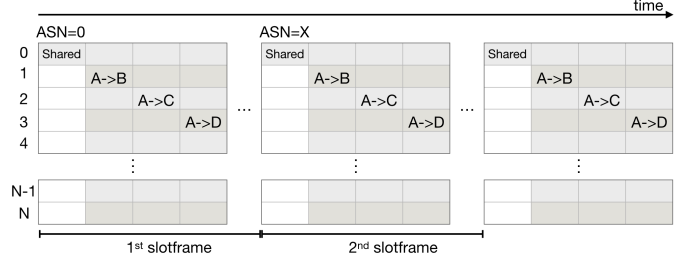 time
ASN=0 ASN=X
0 Shared Shared Shared
1 A->B A->B A->B
2 A->C A->C A->C
... ...
3 A->D A->D A->D
4
⋮ ⋮ ⋮
N-1
N
1st slotframe 2nd slotframe